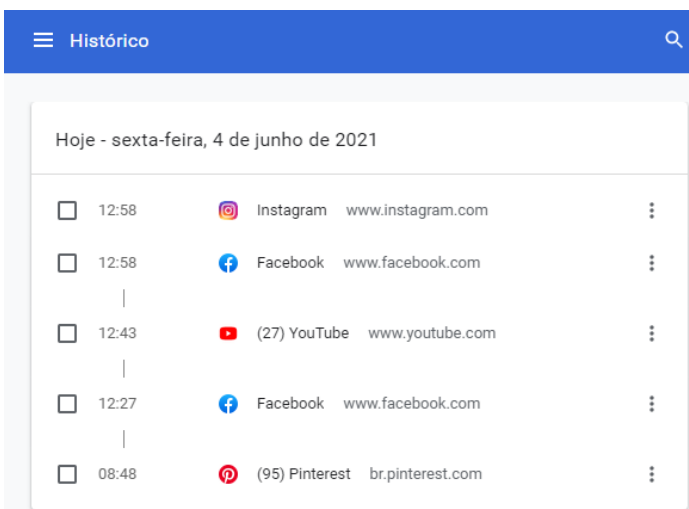 Histórico
Hoje - sexta-feira, 4 de junho de 2021
12:58 Instagram www.instagram.com
12:58 Facebook www.facebook.com
12:43 (27) YouTube www.youtube.com
12:27 Facebook www.facebook.com
08:48 (95) Pinterest br.pinterest.com